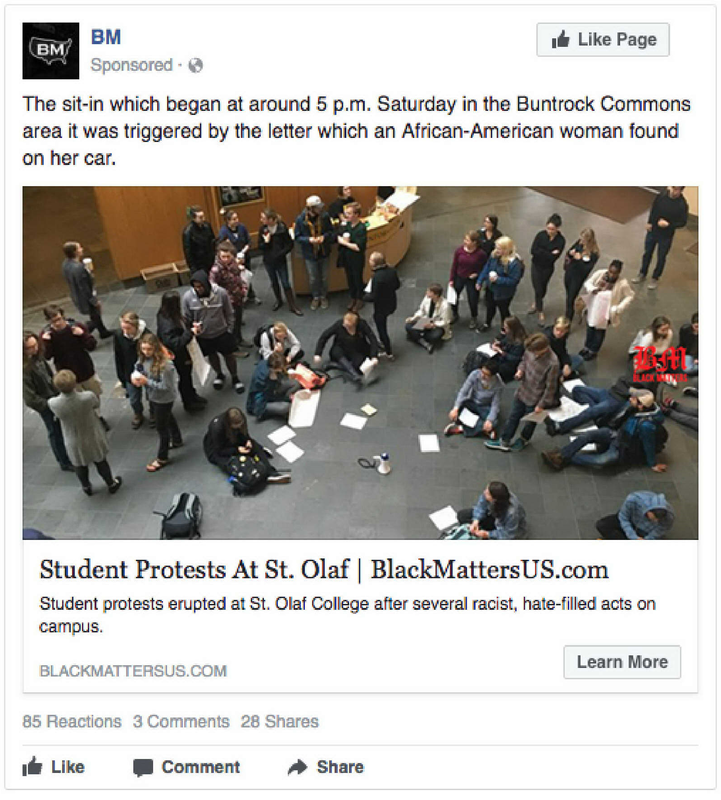 BM
BM
Sponsored ·
Like Page
The sit-in which began at around 5 p.m. Saturday in the Buntrock Commons
area it was triggered by the letter which an African-American woman found
on her car.
BM
BLACK MATTERS
Student Protests At St. Olaf | BlackMattersUS.com
Student protests erupted at St. Olaf College after several racist, hate-filled acts on
campus.
BLACKMATTERSUS.COM
Learn More
85 Reactions 3 Comments 28 Shares
Like Comment Share